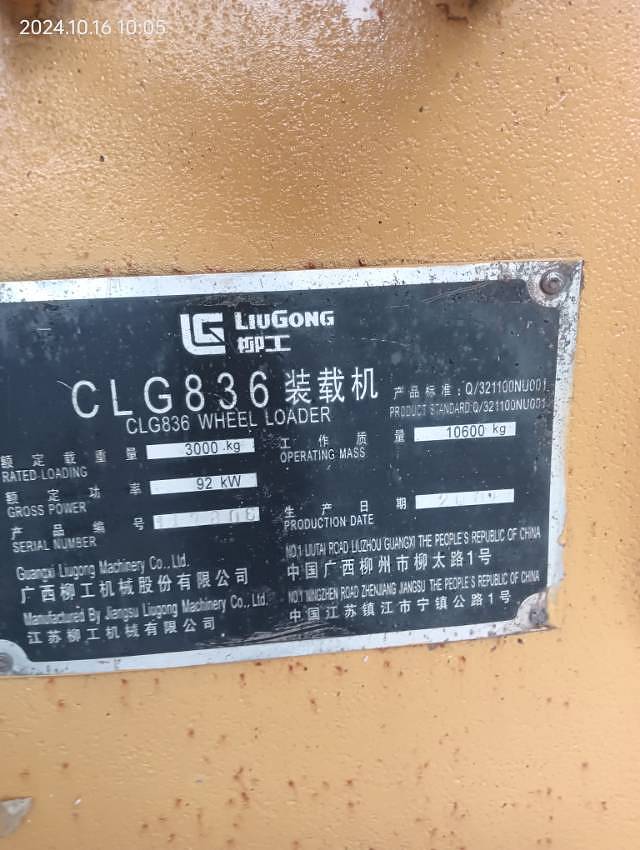 2024.10.16 10:05
LG LIUGONG
柳工
CLG836 装载机
CLG836 WHEEL LOADER
产品标准：Q/321100NU001
PRODUCT STANDARD:Q/321100NU001
额定载重量 3000 kg
RATED LOADING
工作质量 10600 kg
OPERATING MASS
额定功率 92 kW
GROSS POWER
生产日期
PRODUCTION DATE
产品编号
SERIAL NUMBER
Guangxi Liugong Machinery Co., Ltd.
广西柳工机械股份有限公司
NO.1 LIUTAI ROAD LIUZHOU GUANGXI THE PEOPLE'S REPUBLIC OF CHINA
中国广西柳州市柳太路1号
Manufactured By Jiangsu Liugong Machinery Co., Ltd.
江苏柳工机械有限公司
NO.1 NINGZHEN ROAD ZHENJIANG JIANGSU THE PEOPLE'S REPUBLIC OF CHINA
中国江苏镇江市宁镇公路1号